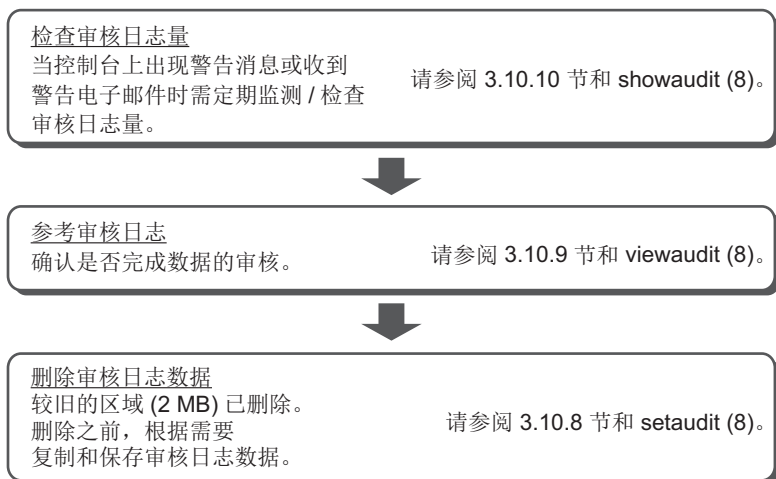 检查审核日志量
当控制台上出现警告消息或收到
警告电子邮件时需定期监测 / 检查
审核日志量。
请参阅 3.10.10 节和 showaudit (8)。
参考审核日志
确认是否完成数据的审核。
请参阅 3.10.9 节和 viewaudit (8)。
删除审核日志数据
较旧的区域 (2 MB) 已删除。
删除之前，根据需要
复制和保存审核日志数据。
请参阅 3.10.8 节和 setaudit (8)。